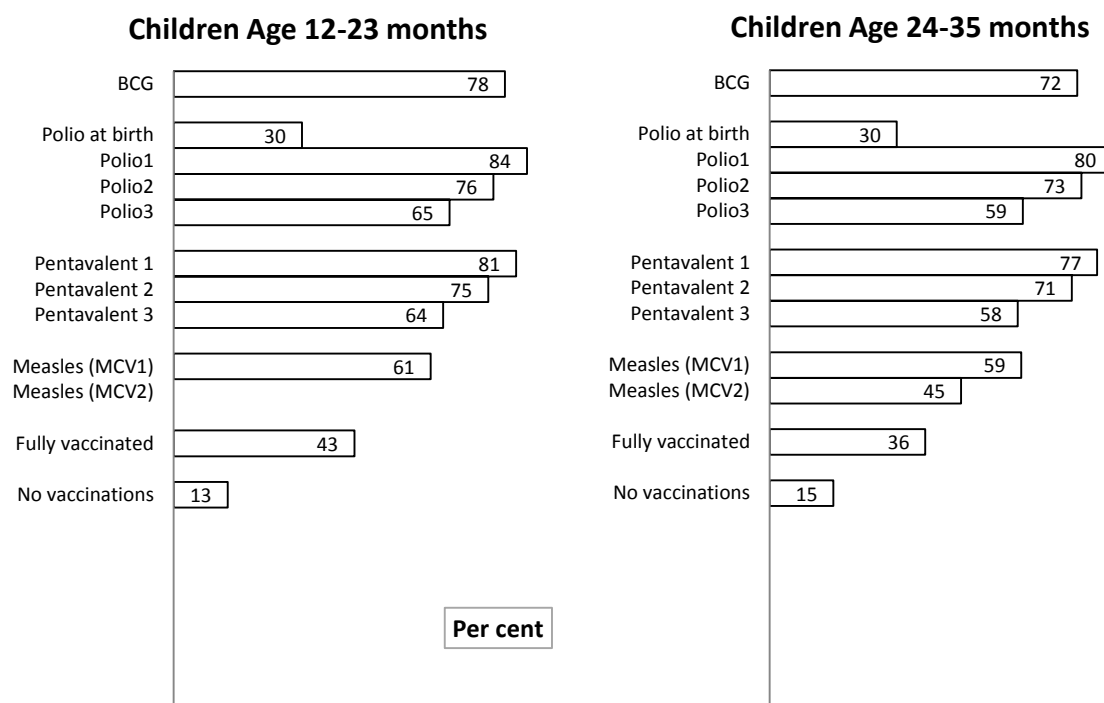 Children Age 12-23 months
BCG 78
Polio at birth 30
Polio1 84
Polio2 76
Polio3 65
Pentavalent 1 81
Pentavalent 2 75
Pentavalent 3 64
Measles (MCV1) 61
Measles (MCV2)
Fully vaccinated 43
No vaccinations 13
Per cent
Children Age 24-35 months
BCG 72
Polio at birth 30
Polio1 80
Polio2 73
Polio3 59
Pentavalent 1 77
Pentavalent 2 71
Pentavalent 3 58
Measles (MCV1) 59
Measles (MCV2) 45
Fully vaccinated 36
No vaccinations 15